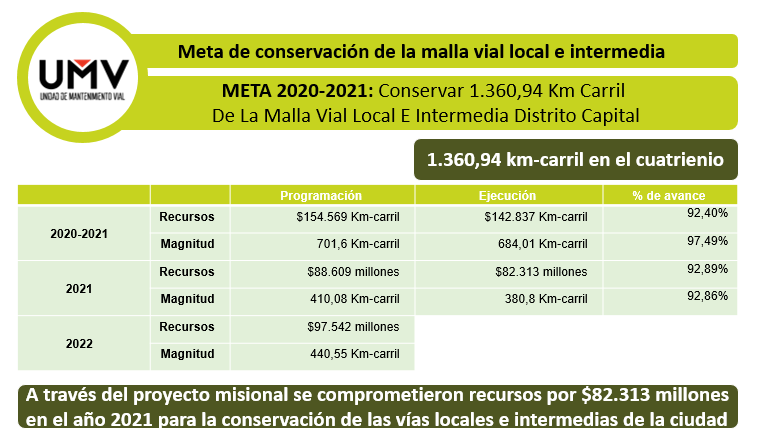 UMV
UNIDAD DE MANTENIMIENTO VIAL
Meta de conservación de la malla vial local e intermedia
META 2020-2021: Conservar 1.360,94 Km Carril
De La Malla Vial Local E Intermedia Distrito Capital
1.360,94 km-carril en el cuatrienio
Programación Ejecución % de avance
2020-2021 Recursos $154.569 Km-carril $142.837 Km-carril 92,40%
Magnitud 701,6 Km-carril 684,01 Km-carril 97,49%
2021 Recursos $88.609 millones $82.313 millones 92,89%
Magnitud 410,08 Km-carril 380,8 Km-carril 92,86%
2022 Recursos $97.542 millones
Magnitud 440,55 Km-carril
A través del proyecto misional se comprometieron recursos por $82.313 millones
en el año 2021 para la conservación de las vías locales e intermedias de la ciudad